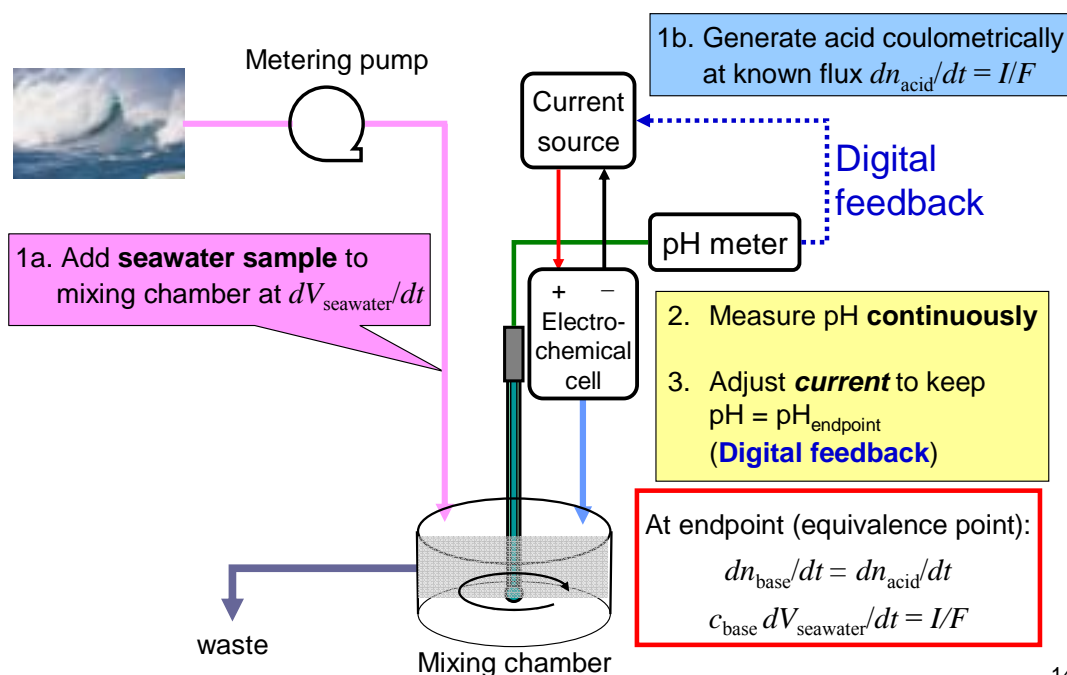 1b. Generate acid coulometrically
at known flux dn_acid/dt = I/F
Metering pump
Current
source
Digital
feedback
pH meter
1a. Add seawater sample to
mixing chamber at dV_seawater/dt
+ −
Electro-
chemical
cell
2. Measure pH continuously
3. Adjust current to keep
pH = pH_endpoint
(Digital feedback)
At endpoint (equivalence point):
dn_base/dt = dn_acid/dt
c_base dV_seawater/dt = I/F
waste
Mixing chamber